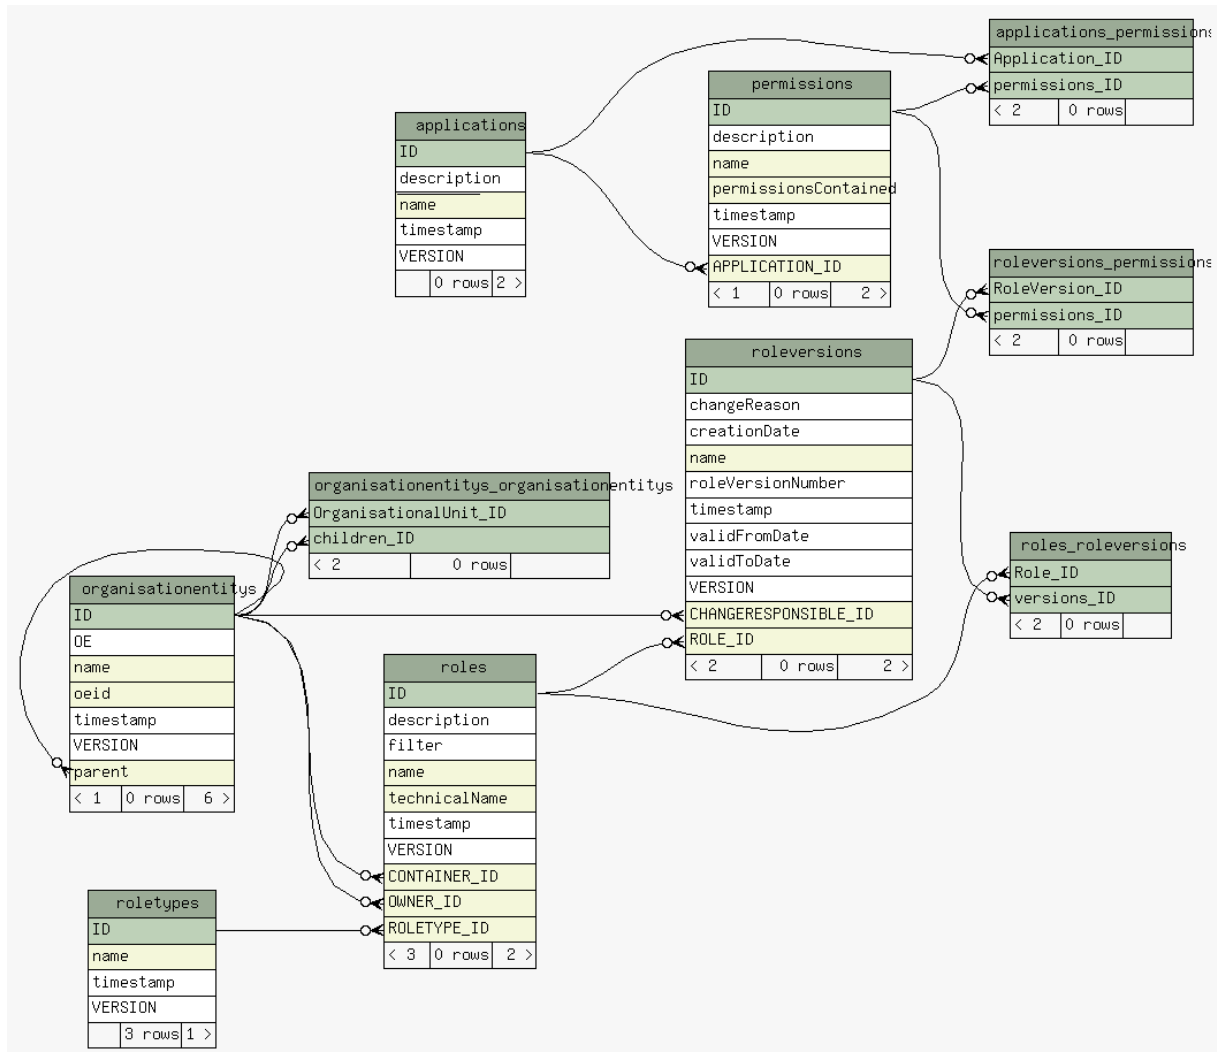 applications_permissions
Application_ID
permissions_ID
< 2 0 rows
permissions
ID
description
name
permissionsContained
timestamp
VERSION
APPLICATION_ID
< 1 0 rows 2 >
applications
ID
description
name
timestamp
VERSION
0 rows 2 >
roleversions_permissions
RoleVersion_ID
permissions_ID
< 2 0 rows
roleversions
ID
changeReason
creationDate
name
roleVersionNumber
timestamp
validFromDate
validToDate
VERSION
CHANGERESPONSIBLE_ID
ROLE_ID
< 2 0 rows 2 >
organisationentitys_organisationentitys
OrganisationalUnit_ID
children_ID
< 2 0 rows
roles_roleversions
Role_ID
versions_ID
< 2 0 rows
organisationentitys
ID
OE
name
oeid
timestamp
VERSION
parent
< 1 0 rows 6 >
roles
ID
description
filter
name
technicalName
timestamp
VERSION
CONTAINER_ID
OWNER_ID
ROLETYPE_ID
< 3 0 rows 2 >
roletypes
ID
name
timestamp
VERSION
3 rows 1 >